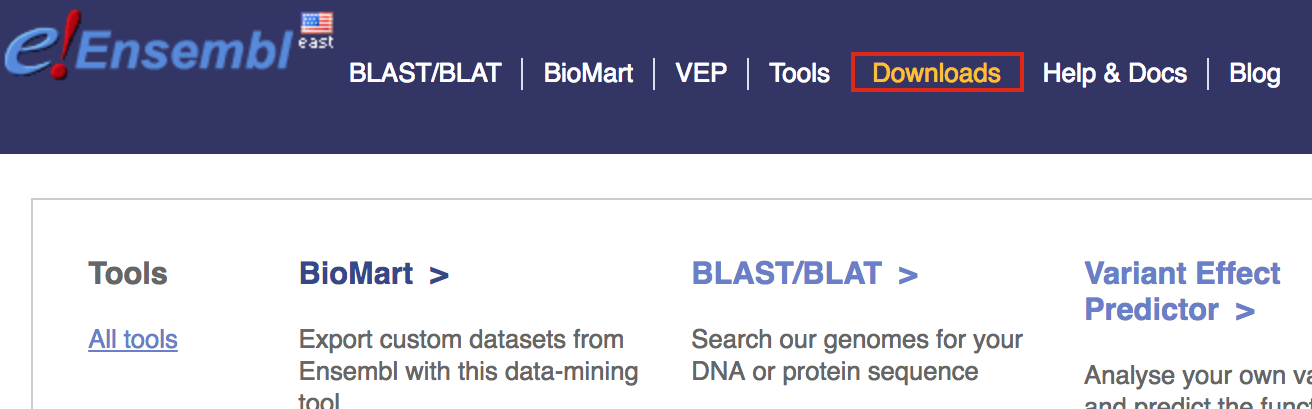 e!Ensembl east
BLAST/BLAT BioMart VEP Tools Downloads Help & Docs Blog
Tools
All tools
BioMart >
Export custom datasets from
Ensembl with this data-mining
tool
BLAST/BLAT >
Search our genomes for your
DNA or protein sequence
Variant Effect
Predictor >
Analyse your own va
and predict the funct